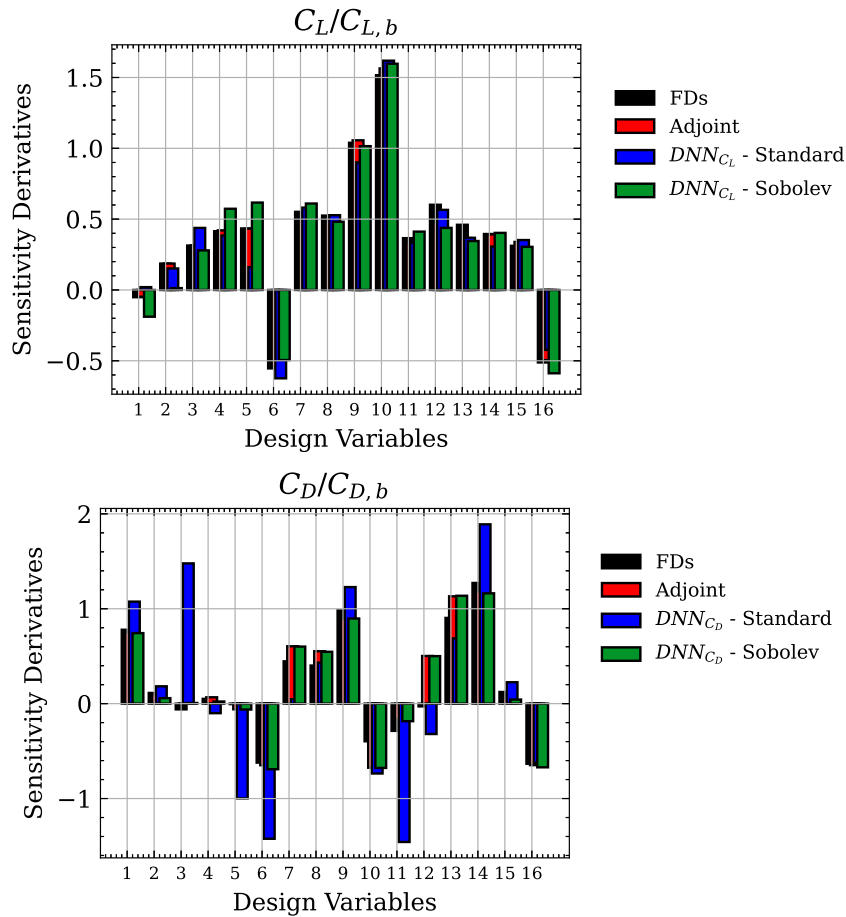 C_L/C_{L,b}
Sensitivity Derivatives
1.5
1.0
0.5
0.0
−0.5
1 2 3 4 5 6 7 8 9 10 11 12 13 14 15 16
Design Variables
FDs
Adjoint
DNN_{C_L} - Standard
DNN_{C_L} - Sobolev
C_D/C_{D,b}
Sensitivity Derivatives
2
1
0
−1
1 2 3 4 5 6 7 8 9 10 11 12 13 14 15 16
Design Variables
FDs
Adjoint
DNN_{C_D} - Standard
DNN_{C_D} - Sobolev